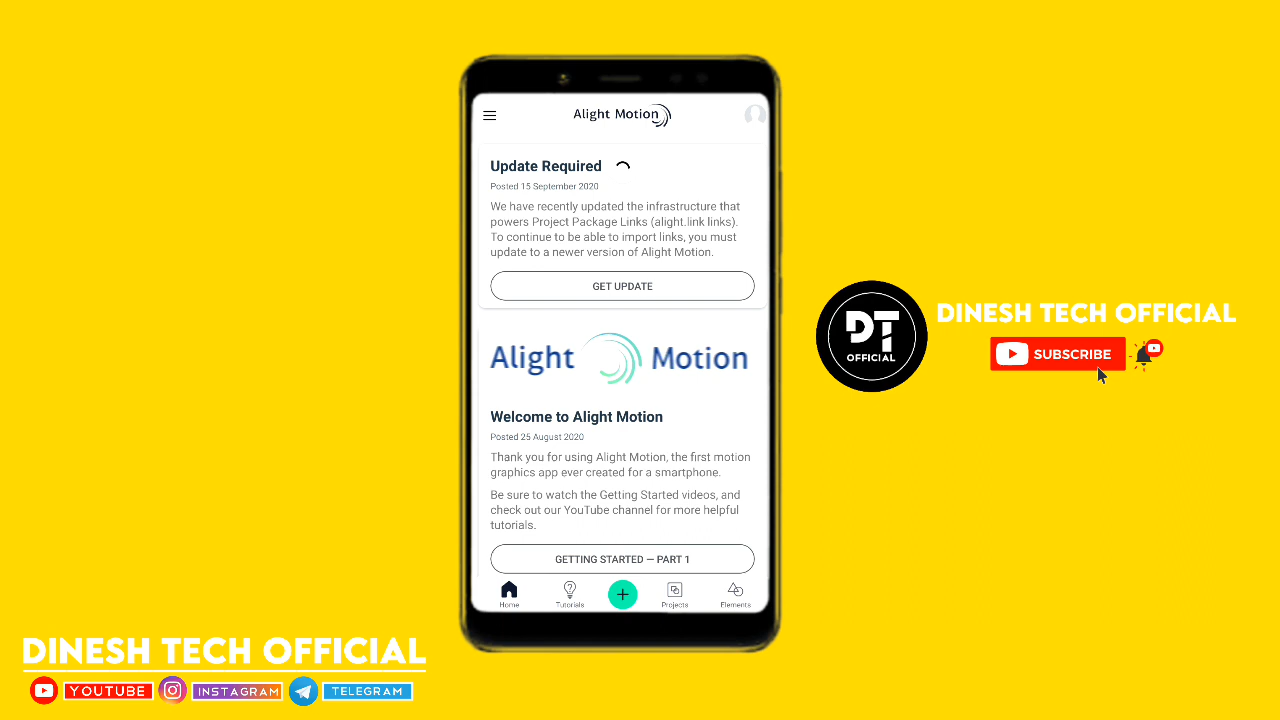 Alight Motion
Update Required
Posted 15 September 2020
We have recently updated the infrastructure that
powers Project Package Links (alight.link links).
To continue to be able to import links, you must
update to a newer version of Alight Motion.
GET UPDATE
Alight Motion
Welcome to Alight Motion
Posted 25 August 2020
Thank you for using Alight Motion, the first motion
graphics app ever created for a smartphone.
Be sure to watch the Getting Started videos, and
check out our YouTube channel for more helpful
tutorials.
GETTING STARTED — PART 1
Home Tutorials Projects Elements
DT
OFFICIAL
DINESH TECH OFFICIAL
SUBSCRIBE
DINESH TECH OFFICIAL
YOUTUBE INSTAGRAM TELEGRAM